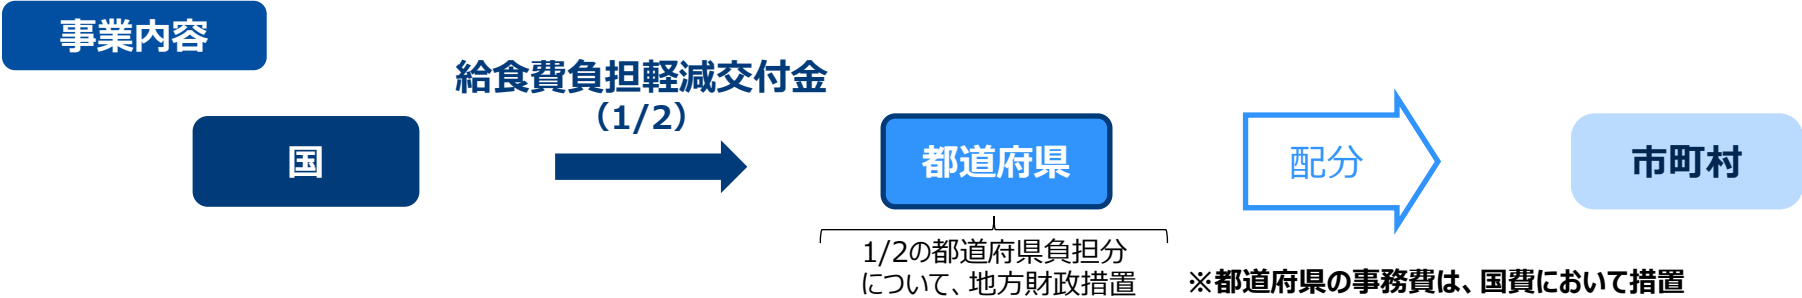 事業内容
給食費負担軽減交付金
（1/2）
国
都道府県
配分
市町村
1/2の都道府県負担分
について、地方財政措置
※都道府県の事務費は、国費において措置